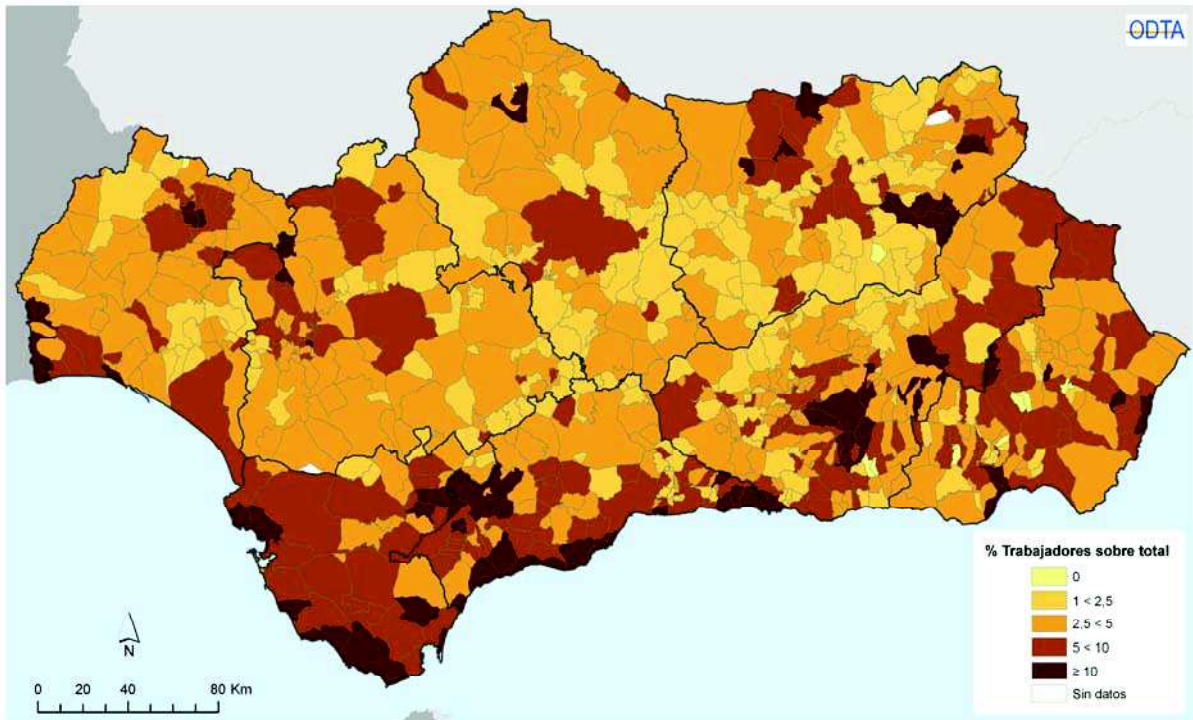 ODTA
% Trabajadores sobre total
0
1 < 2,5
2,5 < 5
5 < 10
≥ 10
Sin datos
N
0 20 40 80 Km